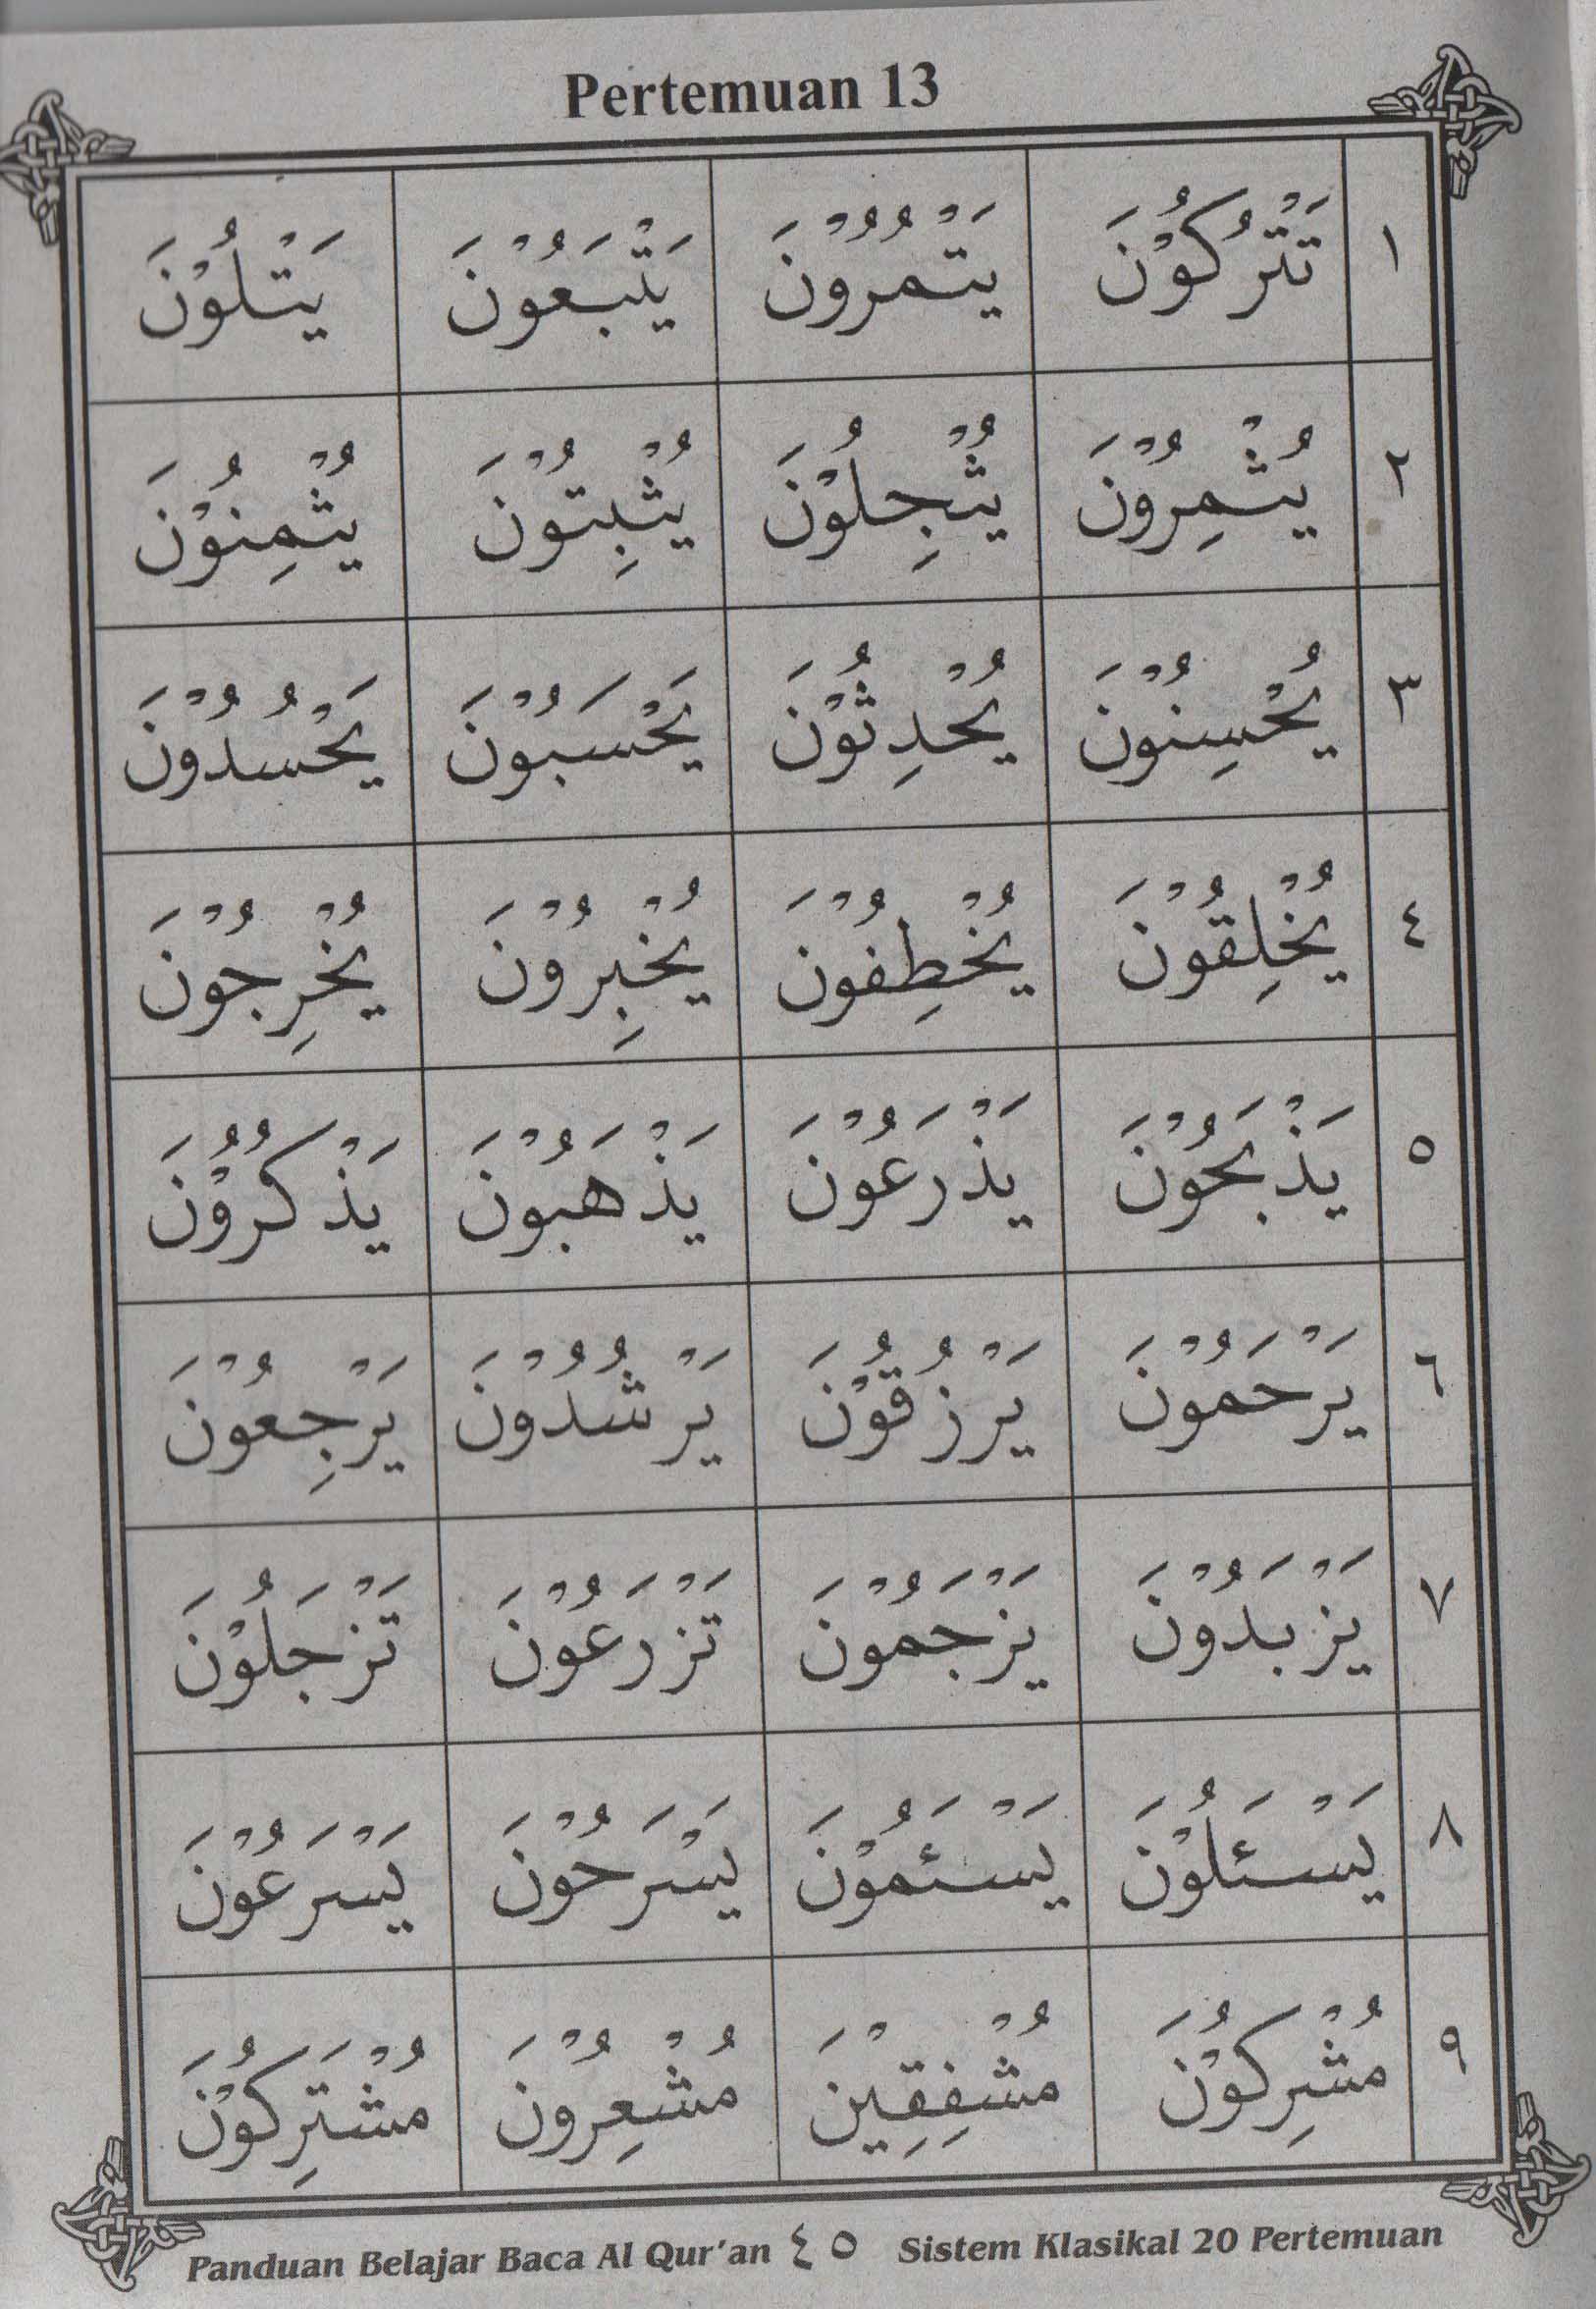 Pertemuan 13
١ تَتْرُكُوْنَ يَتْمُرُوْنَ يَتْبَعُوْنَ يَتْلُوْنَ
٢ يُثْمِرُوْنَ يُثْجِلُوْنَ يُثْبِتُوْنَ يُثْمِنُوْنَ
٣ يُحْسِنُوْنَ يُحْدِثُوْنَ يَحْسَبُوْنَ يَحْسُدُوْنَ
٤ يُخْلِقُوْنَ يُخْطِفُوْنَ يُخْبِرُوْنَ يُخْرِجُوْنَ
٥ يَذْبَحُوْنَ يَذْرَعُوْنَ يَذْهَبُوْنَ يَذْكُرُوْنَ
٦ يَرْحَمُوْنَ يَرْزُقُوْنَ يَرْشُدُوْنَ يَرْجِعُوْنَ
٧ يَزْبَدُوْنَ يَزْجَمُوْنَ تَزْرَعُوْنَ تَزْجَلُوْنَ
٨ يَسْئَلُوْنَ يَسْئَمُوْنَ يَسْرَحُوْنَ يَسْرَعُوْنَ
٩ مُشْرِكُوْنَ مُشْفِقِيْنَ مُشْعِرُوْنَ مُشْتَرِكُوْنَ
Panduan Belajar Baca Al Qur'an ٤٥ Sistem Klasikal 20 Pertemuan